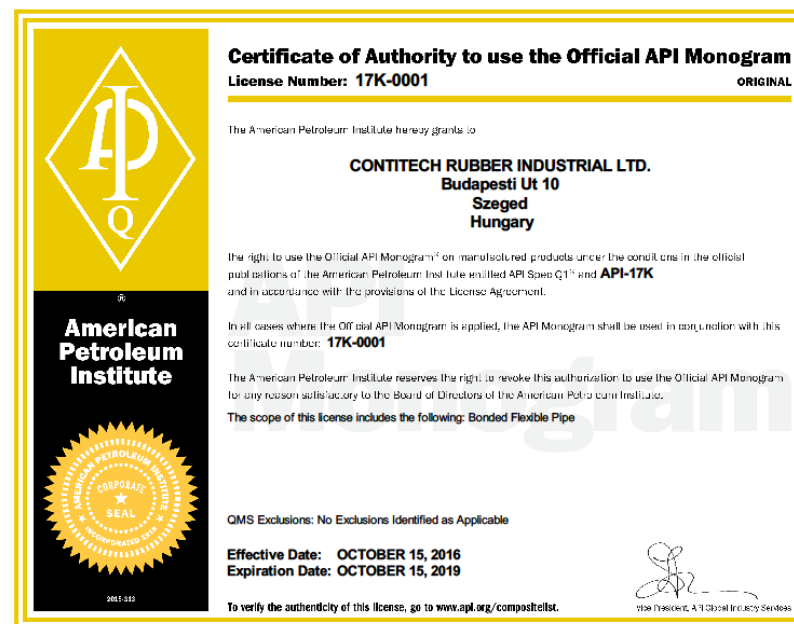 Certificate of Authority to use the Official API Monogram
License Number: 17K-0001
ORIGINAL
The American Petroleum Institute hereby grants to
CONTITECH RUBBER INDUSTRIAL LTD.
Budapesti Ut 10
Szeged
Hungary
the right to use the Official API Monogram® on manufactured products under the conditions in the official
publications of the American Petroleum Institute entitled API Spec Q1® and API-17K
and in accordance with the provisions of the License Agreement.
In all cases where the Official API Monogram is applied, the API Monogram shall be used in conjunction with this
certificate number: 17K-0001
The American Petroleum Institute reserves the right to revoke this authorization to use the Official API Monogram
for any reason satisfactory to the Board of Directors of the American Petroleum Institute.
The scope of this license includes the following: Bonded Flexible Pipe
QMS Exclusions: No Exclusions Identified as Applicable
Effective Date: OCTOBER 15, 2016
Expiration Date: OCTOBER 15, 2019
To verify the authenticity of this license, go to www.api.org/compositelist.
Vice President, API Global Industry Services
API
Monogram
API
Q
®
American
Petroleum
Institute
AMERICAN PETROLEUM INSTITUTE
CORPORATE
SEAL
INCORPORATED 1919
2015-313